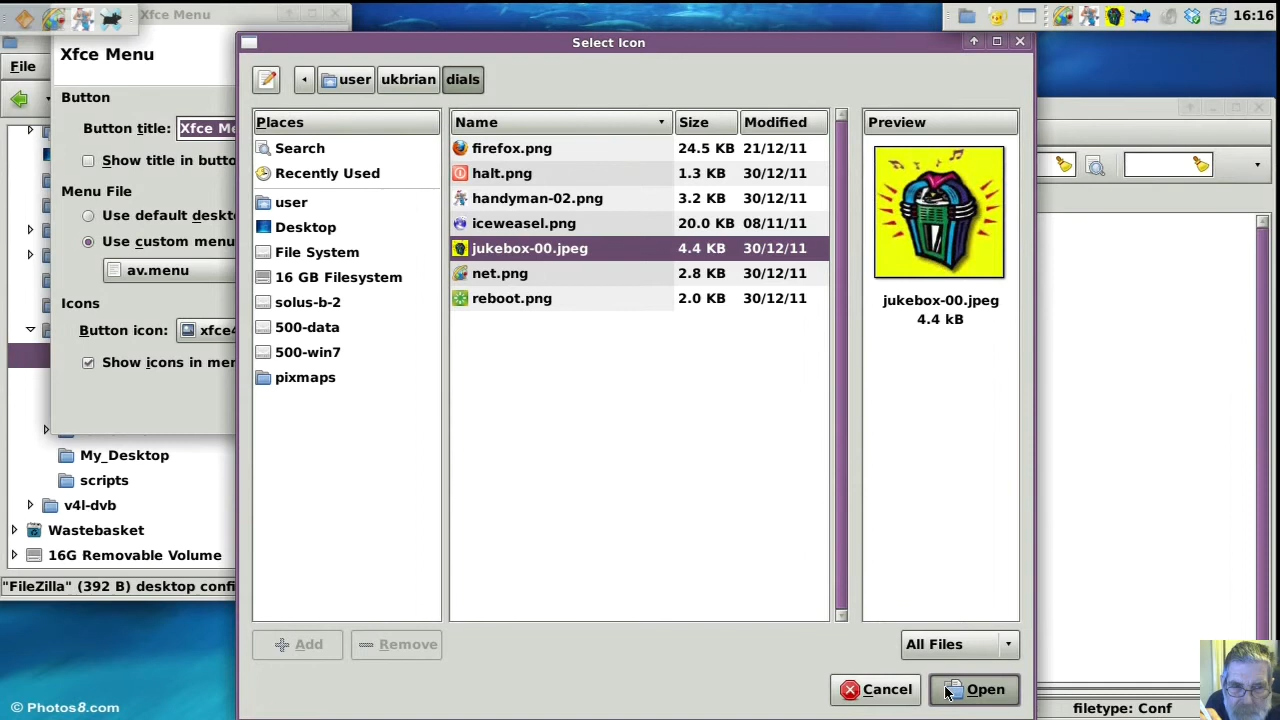 Xfce Menu
16:16
Select Icon
File
Xfce Menu
Button
Button title: Xfce Me
Show title in butto
Menu File
Use default deskto
Use custom menu
av.menu
Icons
Button icon: xfce4
Show icons in men
user
ukbrian
dials
Places
Search
Recently Used
user
Desktop
File System
16 GB Filesystem
solus-b-2
500-data
500-win7
pixmaps
Name Size Modified
firefox.png 24.5 KB 21/12/11
halt.png 1.3 KB 30/12/11
handyman-02.png 3.2 KB 30/12/11
iceweasel.png 20.0 KB 08/11/11
jukebox-00.jpeg 4.4 KB 30/12/11
net.png 2.8 KB 30/12/11
reboot.png 2.0 KB 30/12/11
Preview
jukebox-00.jpeg
4.4 kB
My_Desktop
scripts
v4l-dvb
Wastebasket
16G Removable Volume
"FileZilla" (392 B) desktop confi
Add
Remove
All Files
Cancel
Open
© Photos8.com
filetype: Conf